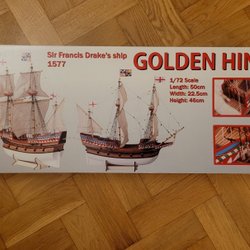 Sir Francis Drake's ship
1577
GOLDEN HIN
1/72 Scale
Length: 50cm
Width: 22.5cm
Height: 46cm